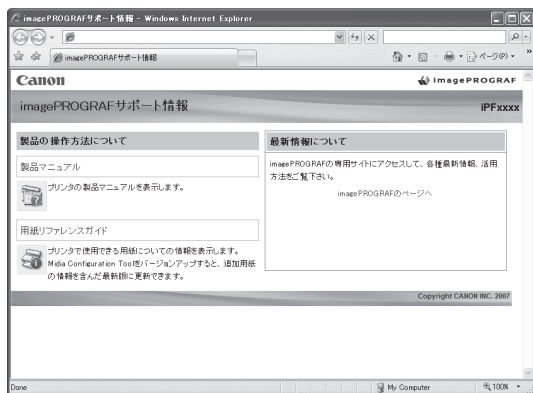 imagePROGRAFサポート情報 - Windows Internet Explorer
imagePROGRAFサポート情報
ページ(P)
Canon
imagePROGRAF
imagePROGRAFサポート情報
iPFxxxx
製品の操作方法について
製品マニュアル
プリンタの製品マニュアルを表示します。
用紙リファレンスガイド
プリンタで使用できる用紙についての情報を表示します。
Midia Configuration Toolをバージョンアップすると、追加用紙
の情報を含んだ最新版に更新できます。
最新情報について
imagePROGRAFの専用サイトにアクセスして、各種最新情報、活用
方法をご覧下さい。
imagePROGRAFのページへ
Copyright CANON INC. 2007
Done
My Computer
100%